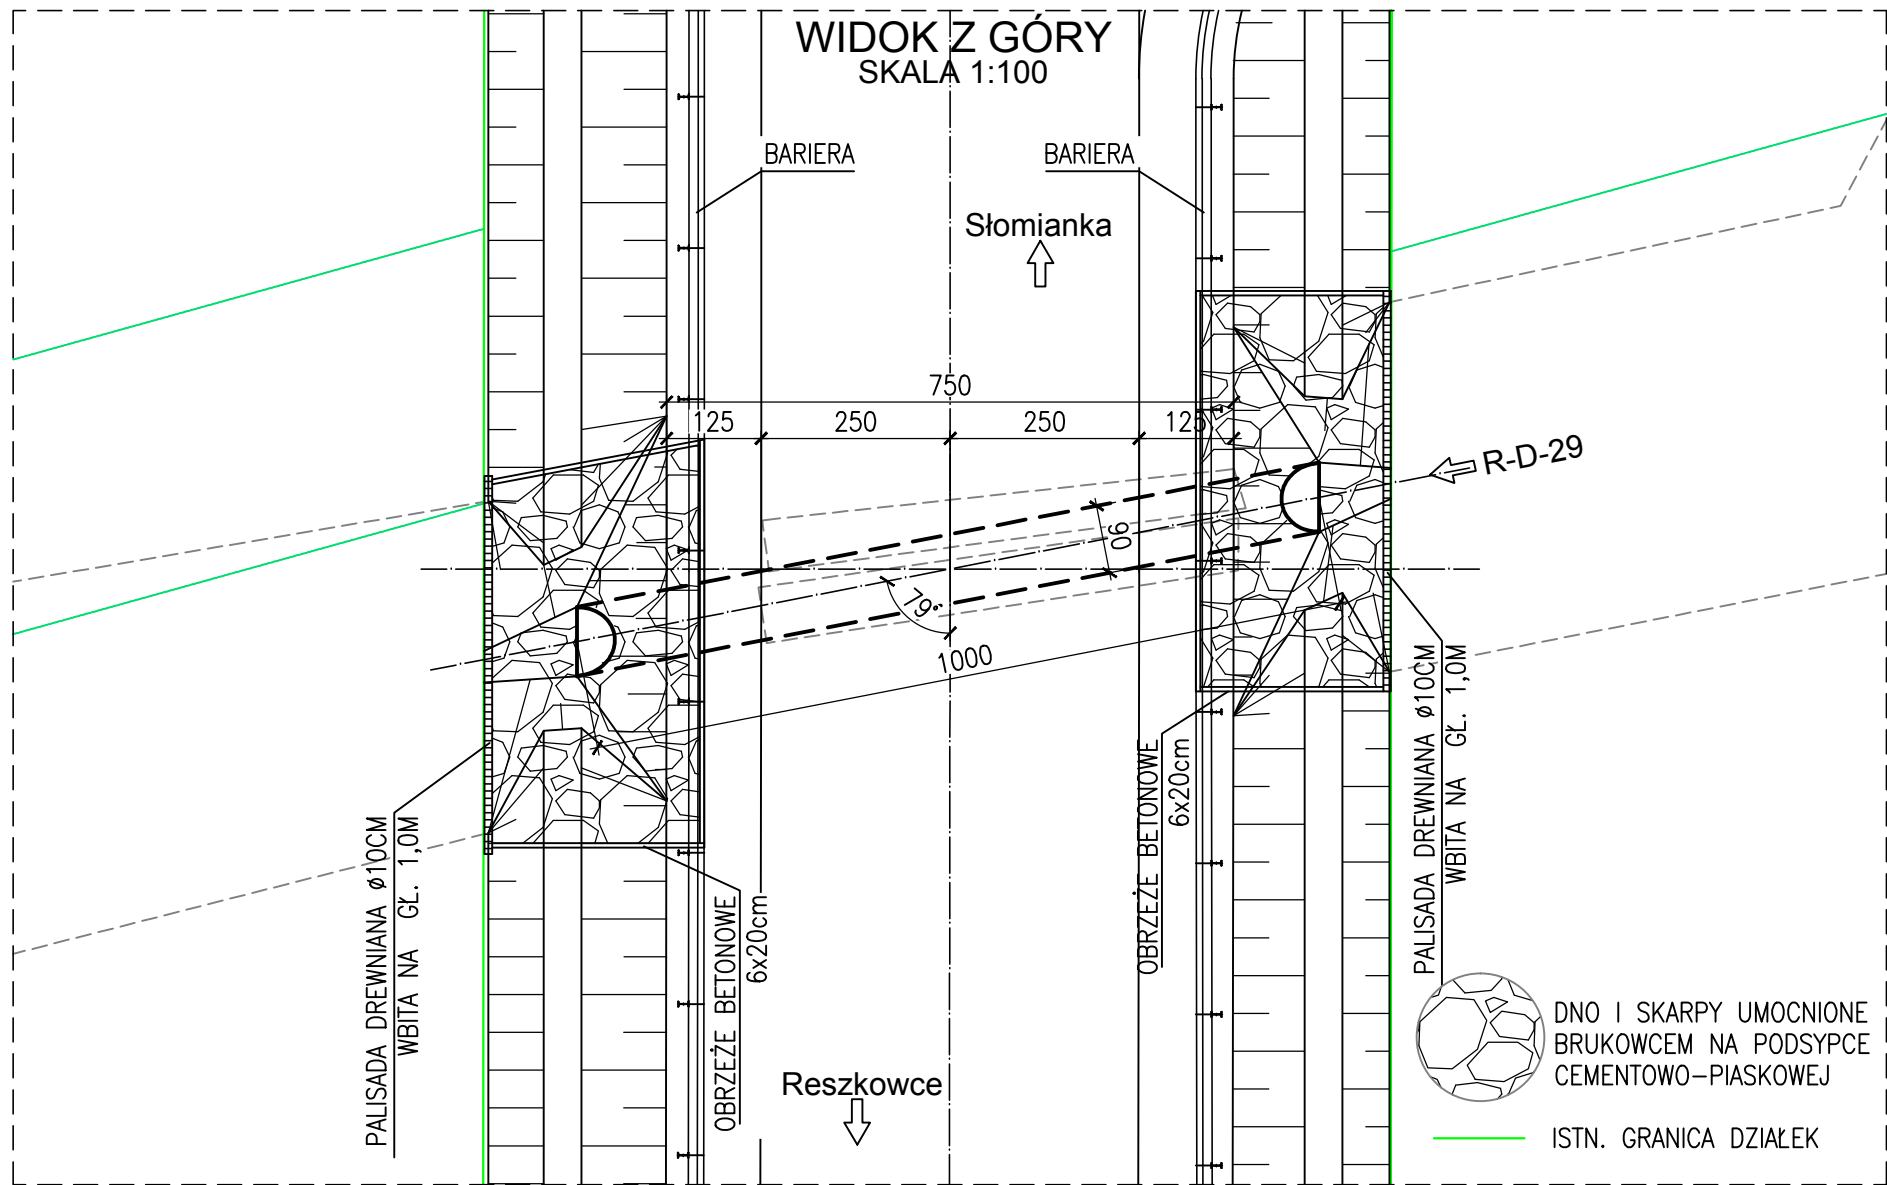 WIDOK Z GÓRY
SKALA 1:100
BARIERA
BARIERA
Słomianka
750
125
250
250
125
R-D-29
90
79°
1000
PALISADA DREWNIANA ø10CM
WBITA NA GŁ. 1,0M
OBRZEŻE BETONOWE
6x20cm
OBRZEŻE BETONOWE
6x20cm
PALISADA DREWNIANA ø10CM
WBITA NA GŁ. 1,0M
Reszkowce
DNO I SKARPY UMOCNIONE
BRUKOWCEM NA PODSYPCE
CEMENTOWO-PIASKOWEJ
ISTN. GRANICA DZIAŁEK